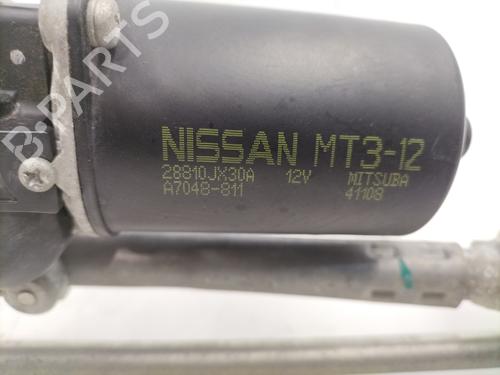 NISSAN MT3-12
28810JX30A 12V MITSUBA
A7048-811 41108
B-PARTS